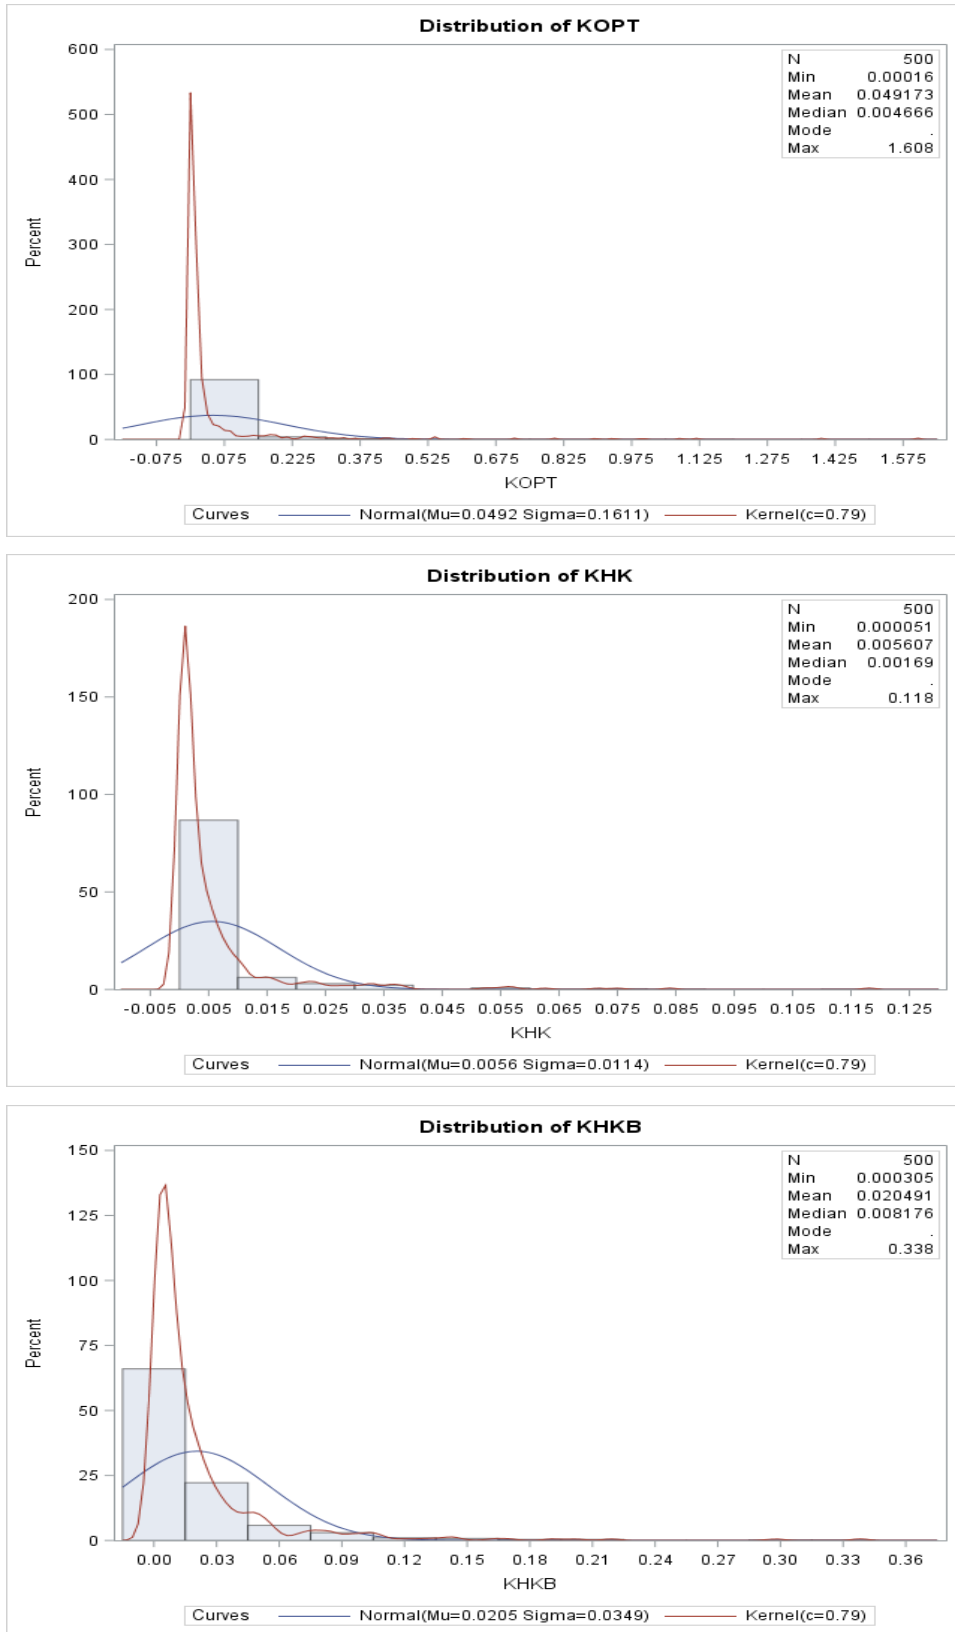 Distribution of KOPT
600
500
400
300
200
100
0
Percent
N 500
Min 0.00016
Mean 0.049173
Median 0.004666
Mode .
Max 1.608
-0.075 0.075 0.225 0.375 0.525 0.675 0.825 0.975 1.125 1.275 1.425 1.575
KOPT
Curves Normal(Mu=0.0492 Sigma=0.1611) Kernel(c=0.79)
Distribution of KHK
200
150
100
50
0
Percent
N 500
Min 0.000051
Mean 0.005607
Median 0.00169
Mode .
Max 0.118
-0.005 0.005 0.015 0.025 0.035 0.045 0.055 0.065 0.075 0.085 0.095 0.105 0.115 0.125
KHK
Curves Normal(Mu=0.0056 Sigma=0.0114) Kernel(c=0.79)
Distribution of KHKB
150
125
100
75
50
25
0
Percent
N 500
Min 0.000305
Mean 0.020491
Median 0.008176
Mode .
Max 0.338
0.00 0.03 0.06 0.09 0.12 0.15 0.18 0.21 0.24 0.27 0.30 0.33 0.36
KHKB
Curves Normal(Mu=0.0205 Sigma=0.0349) Kernel(c=0.79)